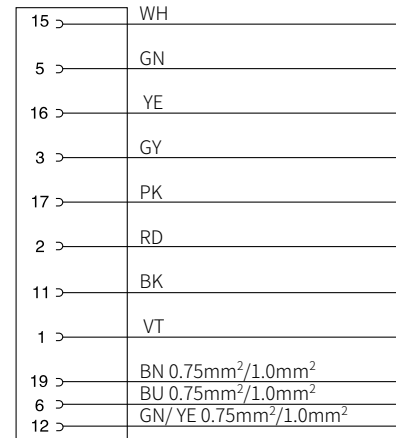 15 WH
5 GN
16 YE
3 GY
17 PK
2 RD
11 BK
1 VT
19 BN 0.75mm²/1.0mm²
6 BU 0.75mm²/1.0mm²
12 GN/ YE 0.75mm²/1.0mm²